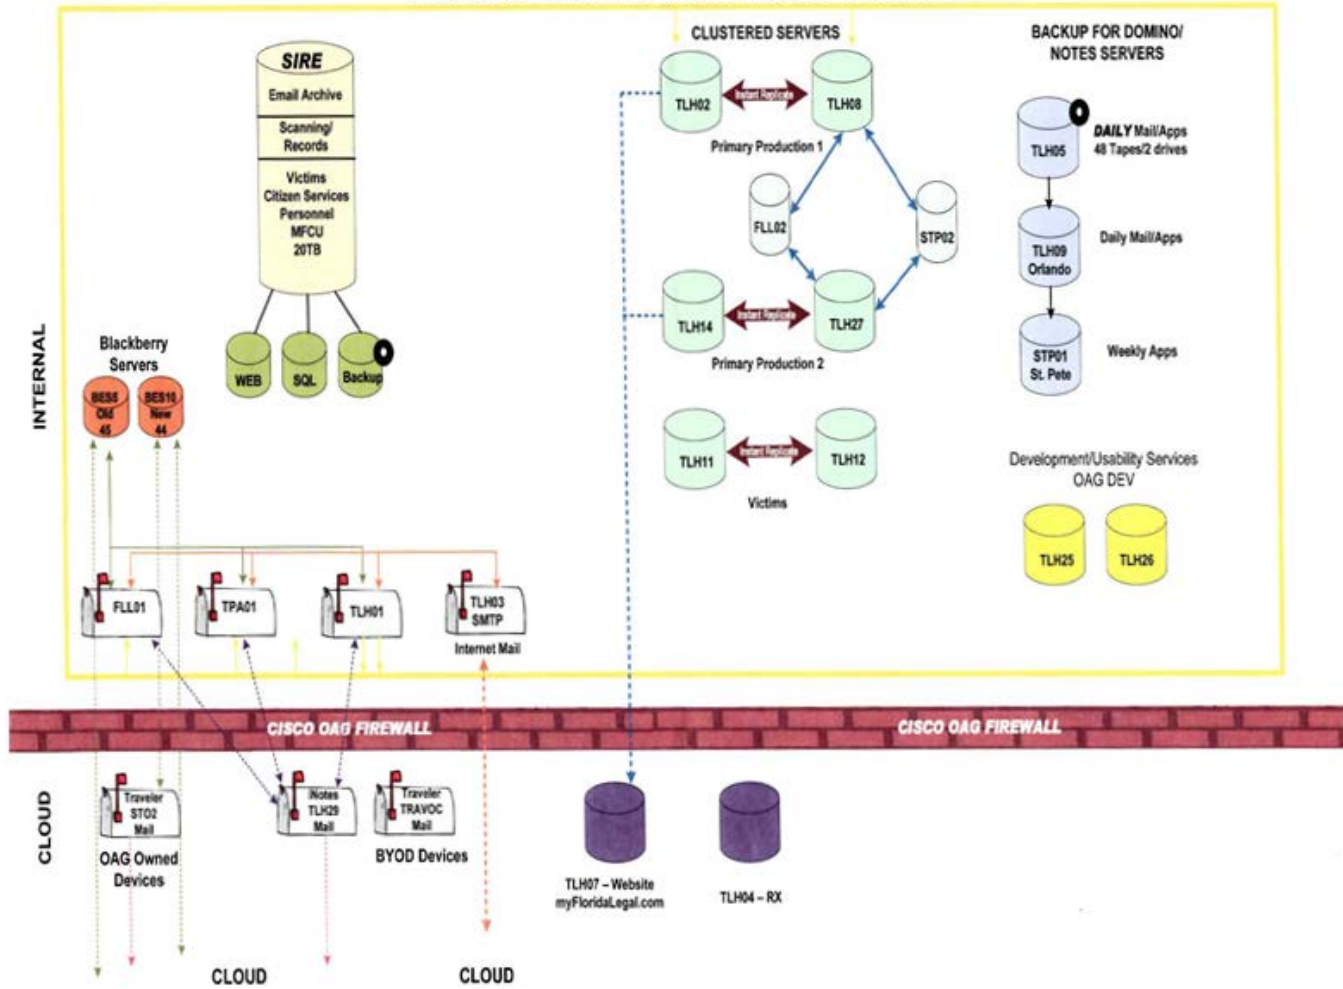 CLUSTERED SERVERS
BACKUP FOR DOMINO/
NOTES SERVERS
SIRE
Email Archive
Scanning/
Records
Victims
Citizen Services
Personnel
MFCU
20TB
WEB
SQL
Backup
TLH02
Instant Replicate
TLH08
Primary Production 1
FLL02
STP02
TLH14
Instant Replicate
TLH27
Primary Production 2
TLH11
Instant Replicate
TLH12
Victims
TLH05
DAILY Mail/Apps
48 Tapes/2 drives
TLH09
Orlando
Daily Mail/Apps
STP01
St. Pete
Weekly Apps
Development/Usability Services
OAG DEV
TLH25
TLH26
INTERNAL
Blackberry
Servers
BES5
Old
45
BES10
New
44
FLL01
TPA01
TLH01
TLH03
SMTP
Internet Mail
CISCO OAG FIREWALL
CISCO OAG FIREWALL
CLOUD
Traveler
STO2
Mail
OAG Owned
Devices
iNotes
TLH29
Mail
Traveler
TRAVOC
Mail
BYOD Devices
TLH07 – Website
myFloridaLegal.com
TLH04 – RX
CLOUD
CLOUD